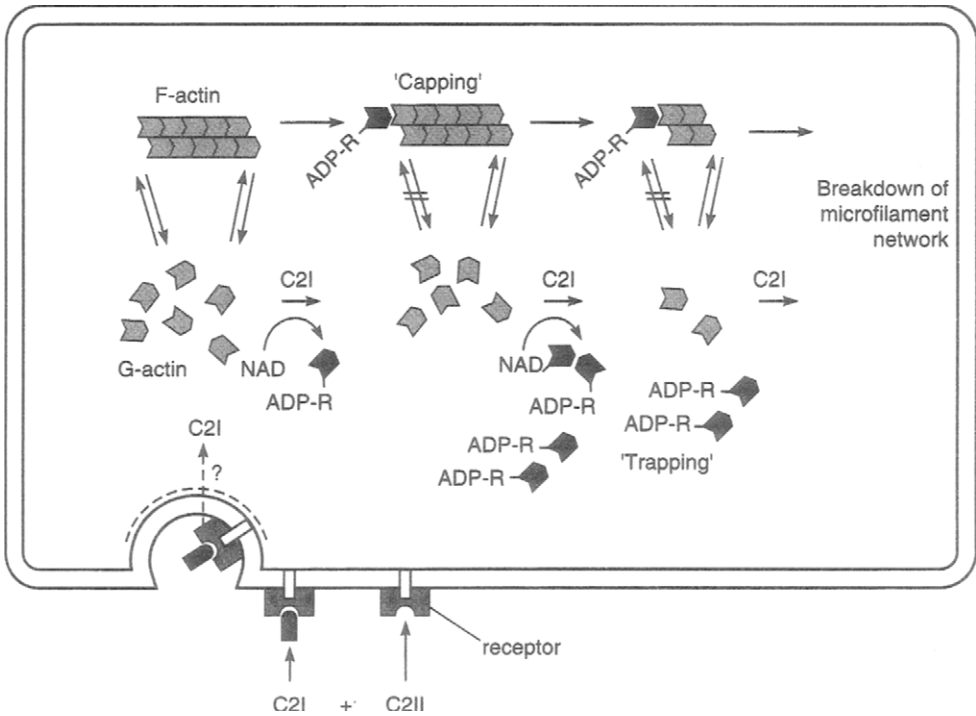 'Capping'
F-actin
ADP-R
ADP-R
Breakdown of
microfilament
network
C2I
C2I
C2I
G-actin
NAD
ADP-R
NAD
ADP-R
ADP-R
ADP-R
ADP-R
ADP-R
'Trapping'
C2I
?
receptor
C2I + C2II